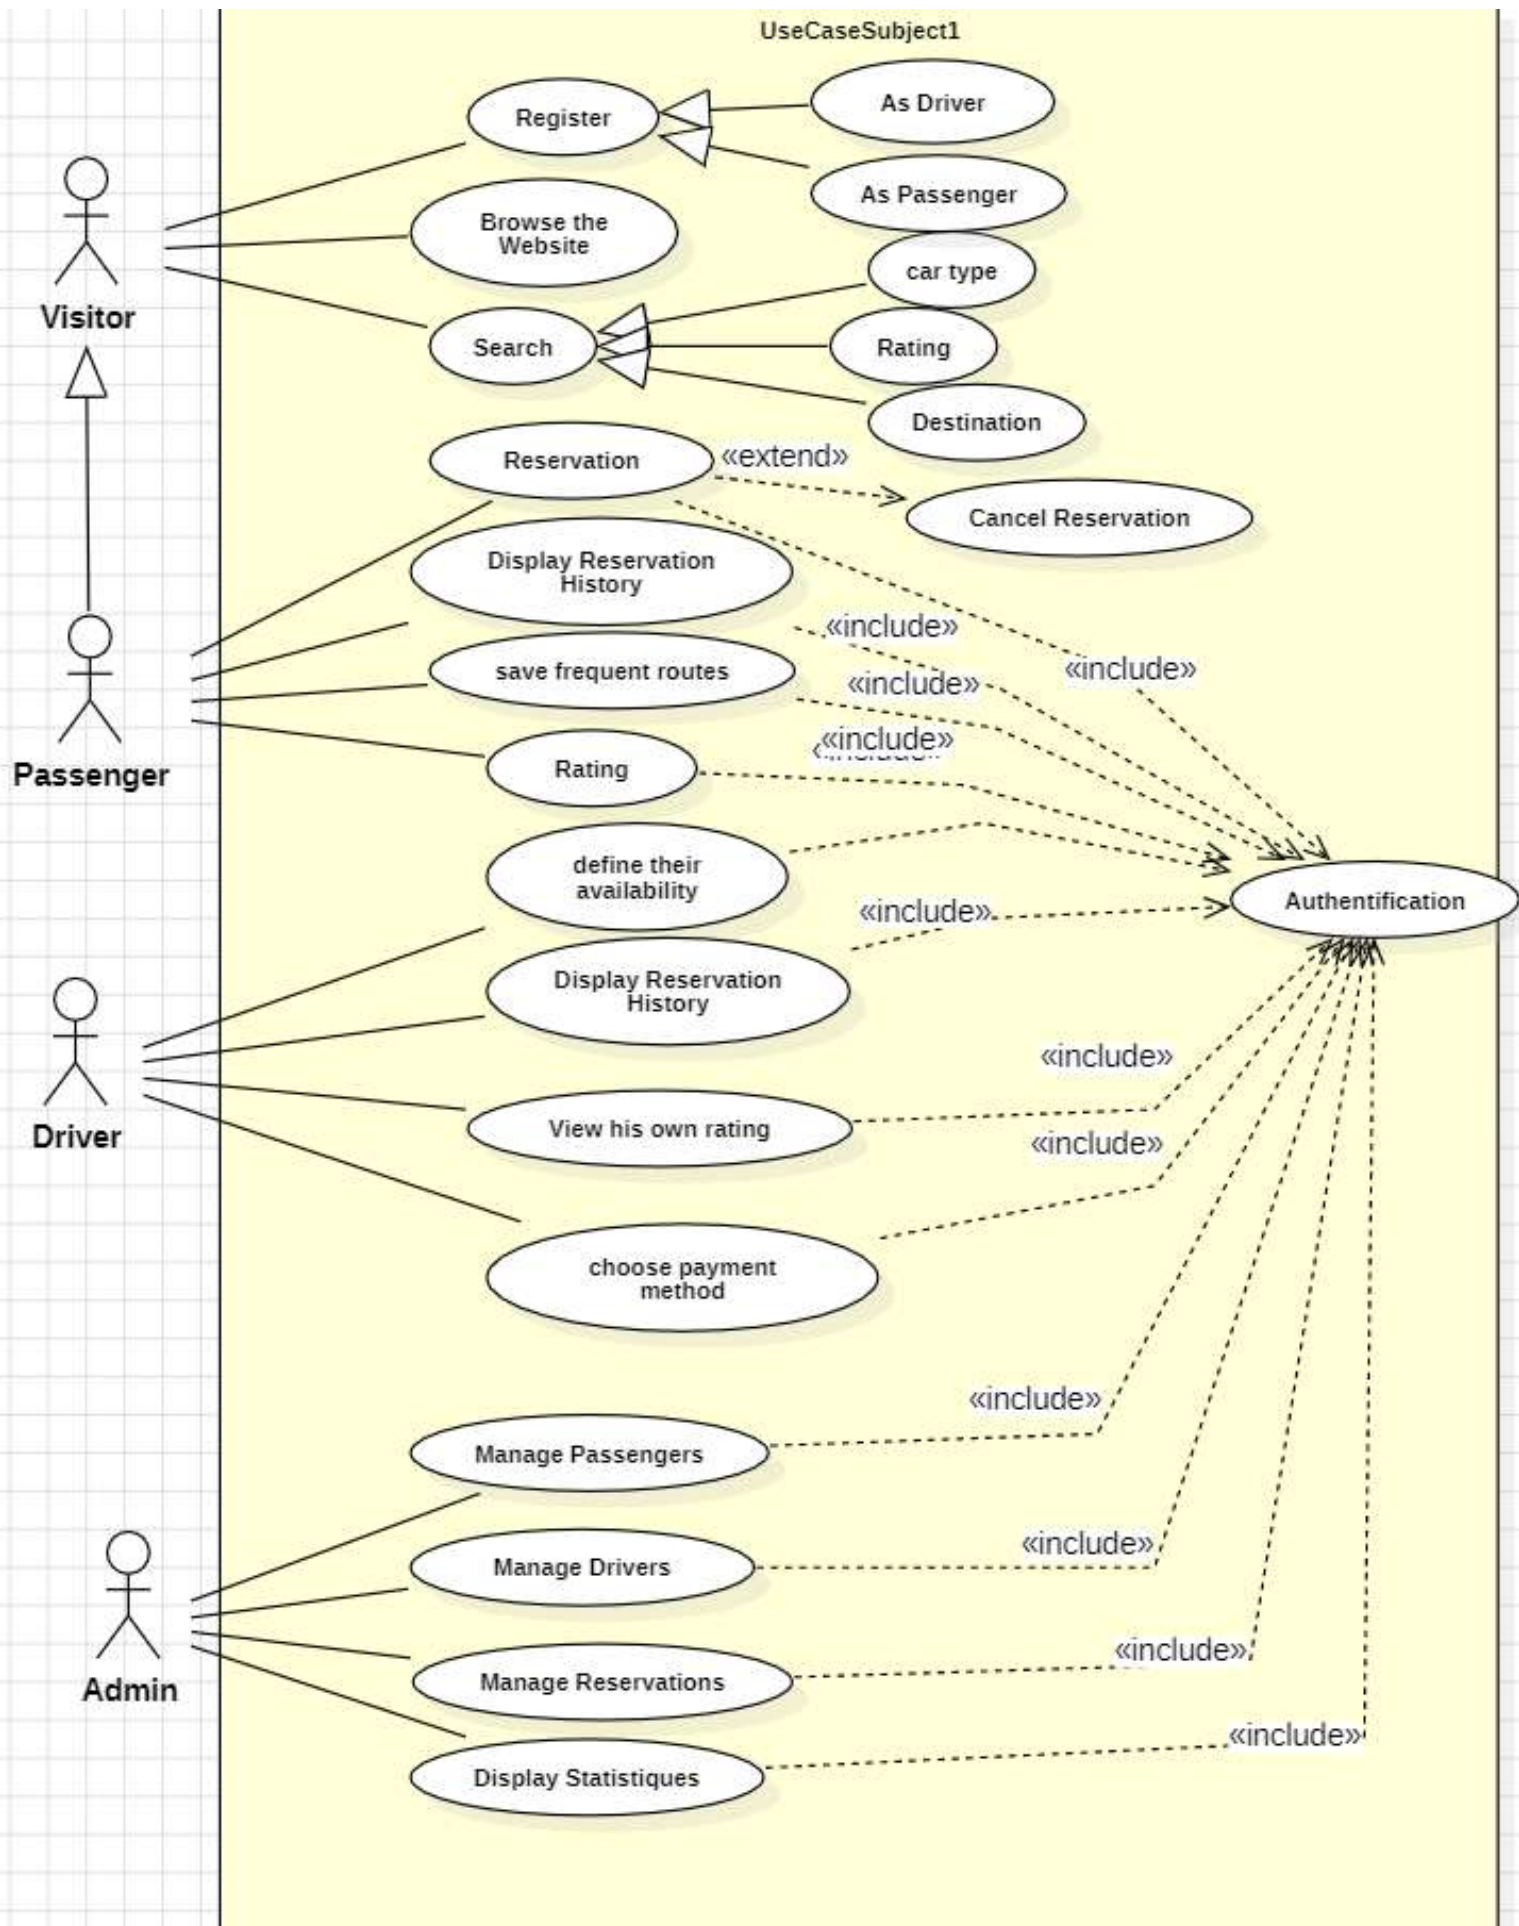 UseCaseSubject1
Register
As Driver
As Passenger
Browse the
Website
car type
Visitor
Search
Rating
Destination
Reservation
«extend»
Cancel Reservation
Display Reservation
History
«include»
save frequent routes
«include»
«include»
«include»
Rating
Passenger
define their
availability
Authentification
«include»
Display Reservation
History
«include»
View his own rating
Driver
«include»
choose payment
method
«include»
Manage Passengers
«include»
Manage Drivers
«include»
Manage Reservations
Admin
«include»
Display Statistiques